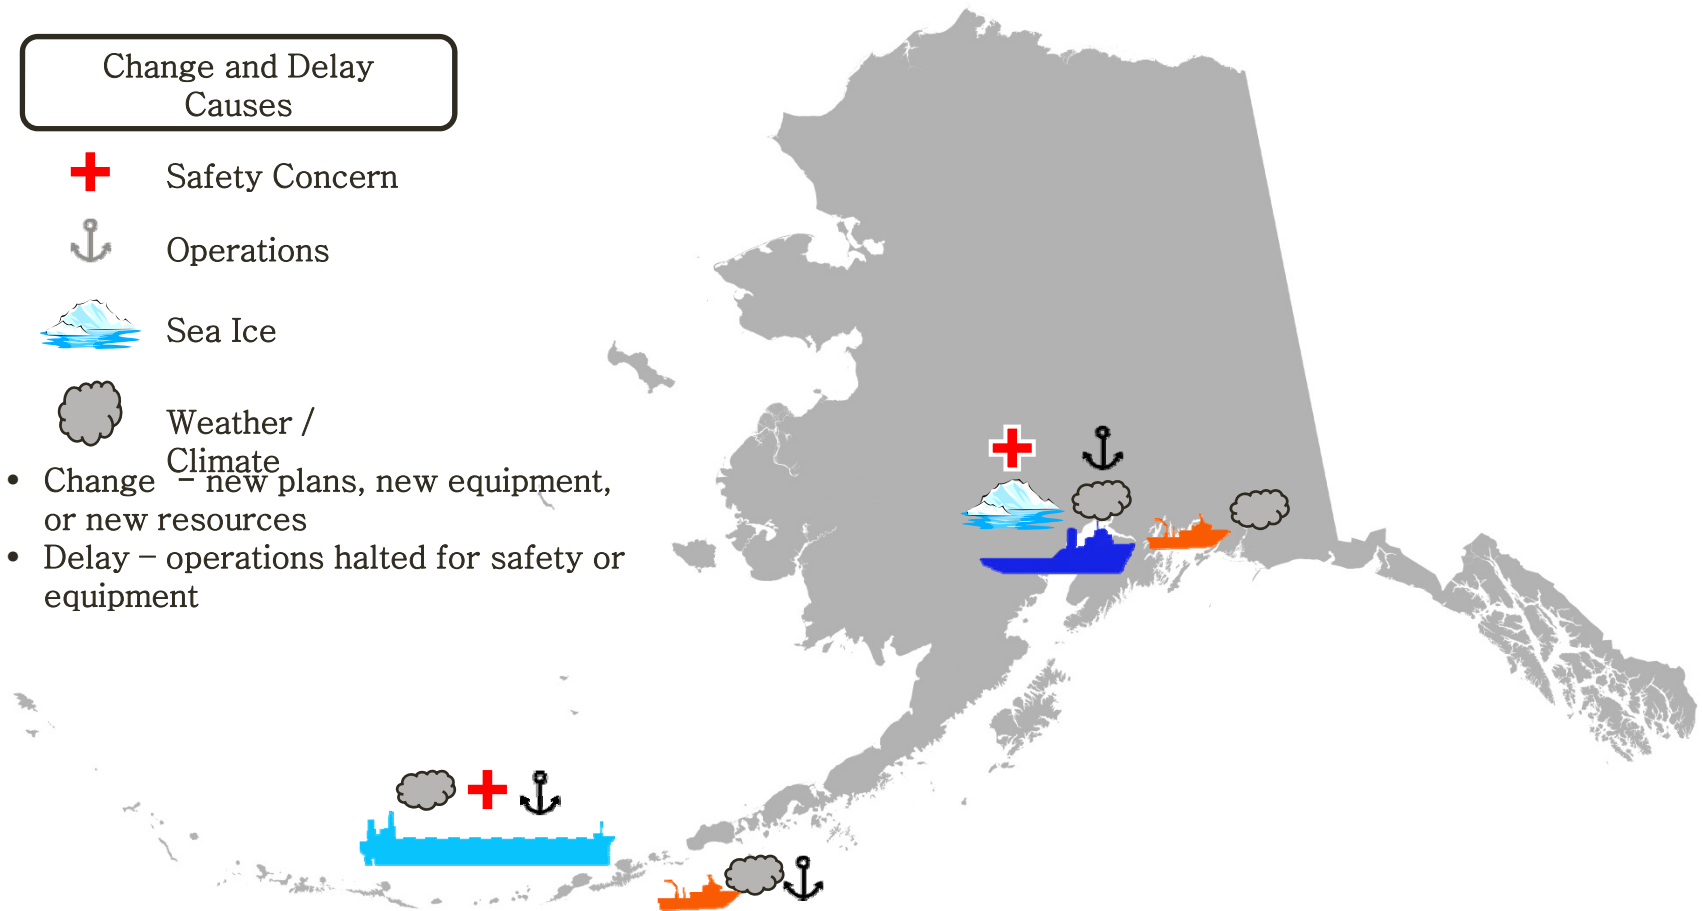 Change and Delay
Causes
Safety Concern
Operations
Sea Ice
Weather /
Climate
• Change – new plans, new equipment,
or new resources
• Delay – operations halted for safety or
equipment